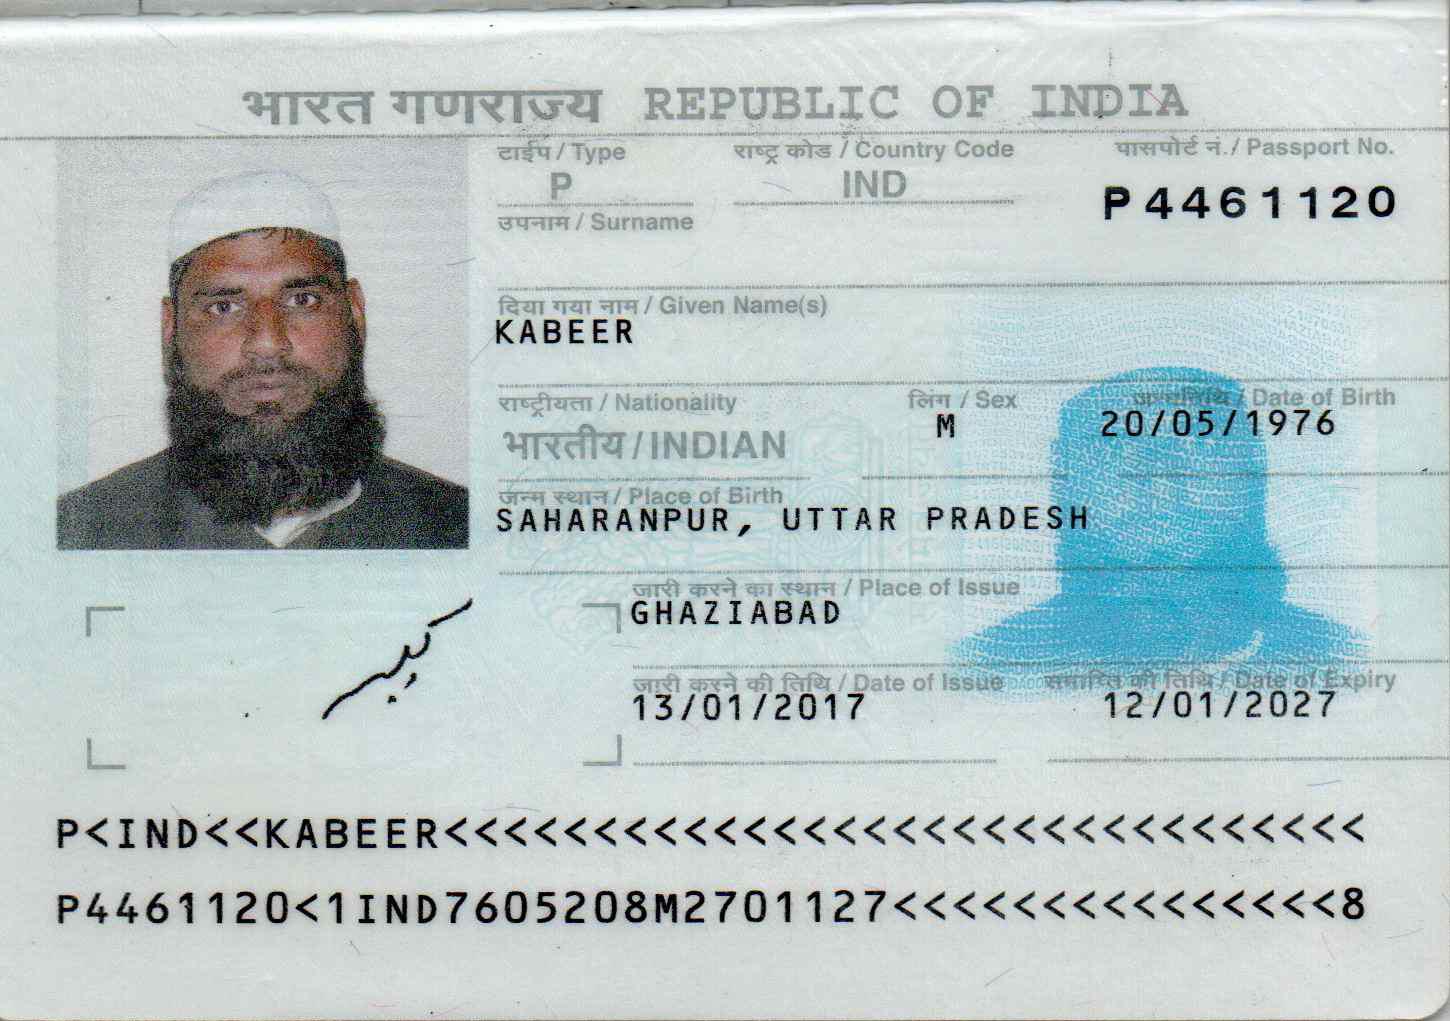 भारत गणराज्य REPUBLIC OF INDIA
टाईप / Type राष्ट्र कोड / Country Code पासपोर्ट नं. / Passport No.
P IND P4461120
उपनाम / Surname
दिया गया नाम / Given Name(s)
KABEER
राष्ट्रीयता / Nationality लिंग / Sex जन्मतिथि / Date of Birth
भारतीय / INDIAN M 20/05/1976
जन्म स्थान / Place of Birth
SAHARANPUR, UTTAR PRADESH
जारी करने का स्थान / Place of Issue
GHAZIABAD
जारी करने की तिथि / Date of Issue समाप्ति की तिथि / Date of Expiry
13/01/2017 12/01/2027
کبیر
P<IND<<KABEER<<<<<<<<<<<<<<<<<<<<<<<<<<<<<<<
P4461120<1IND7605208M2701127<<<<<<<<<<<<<<<8